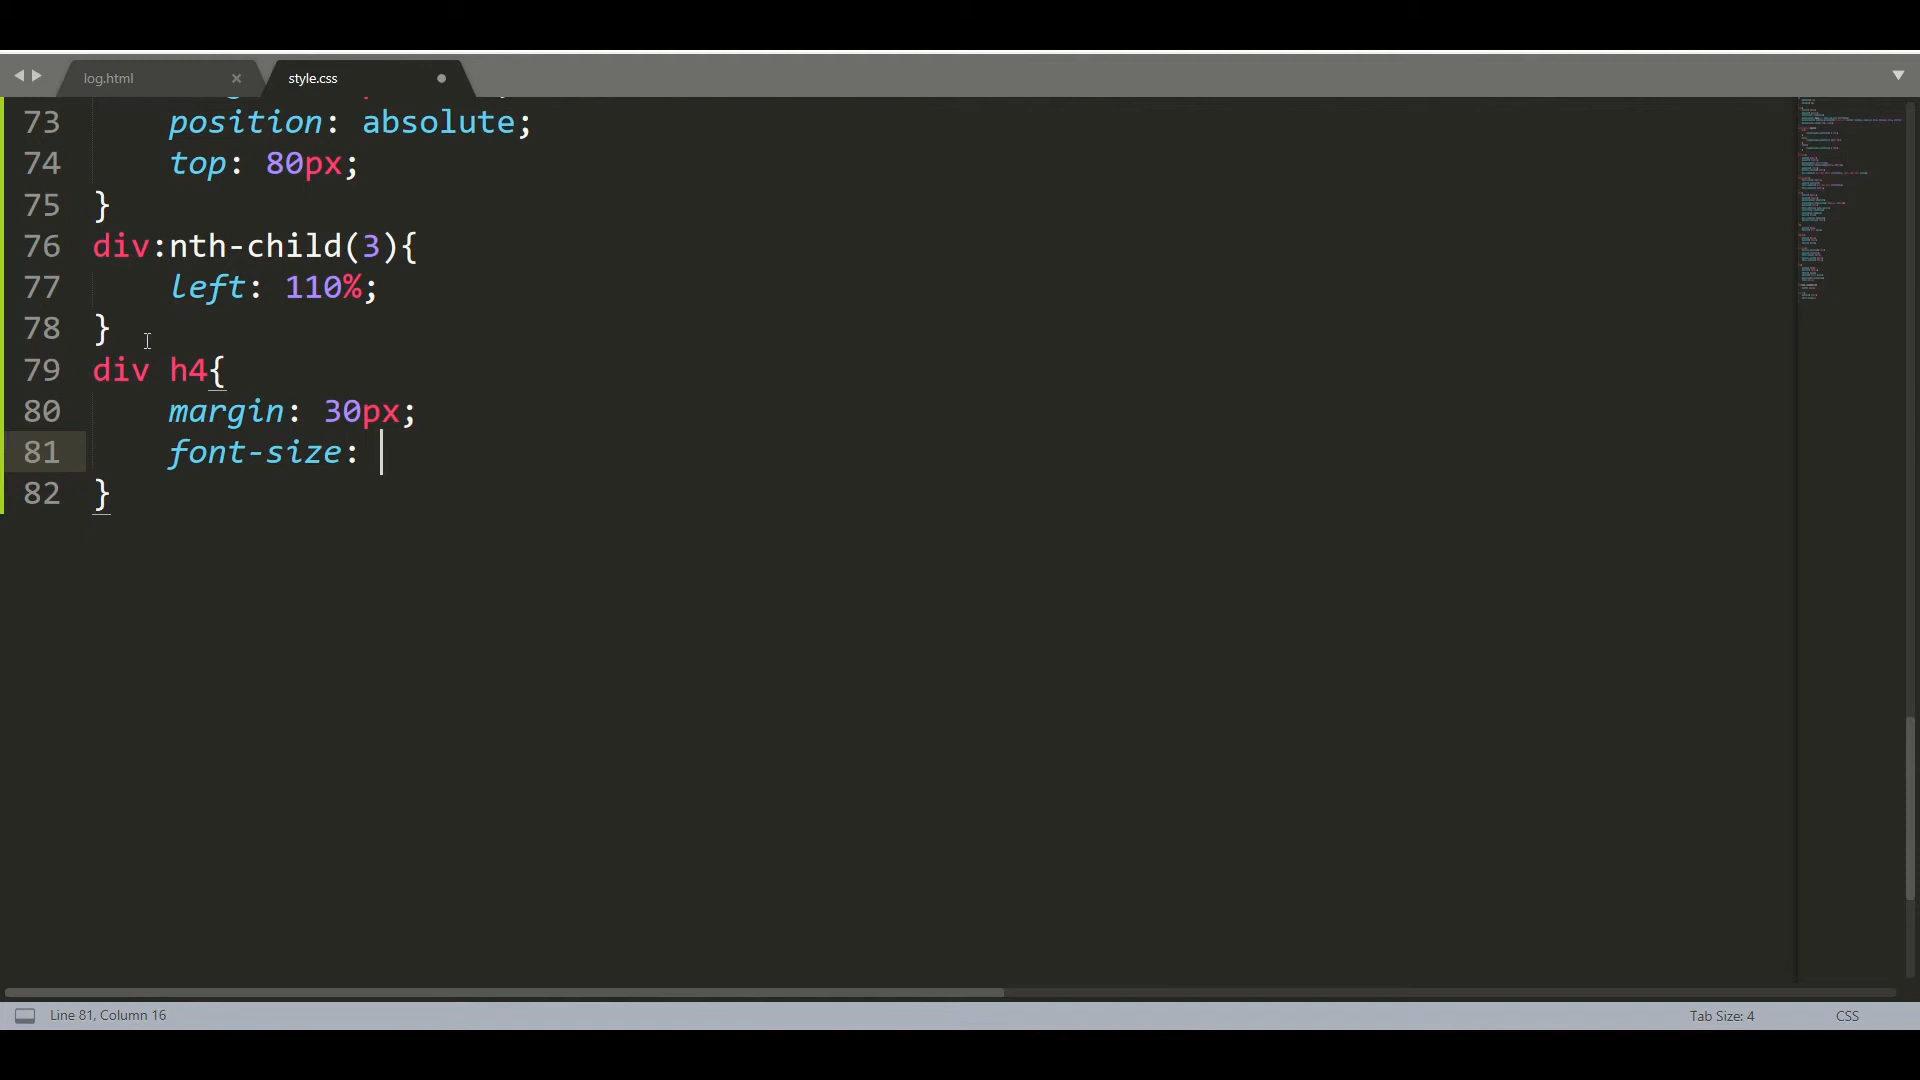 log.html × style.css
73 position: absolute;
74 top: 80px;
75 }
76 div:nth-child(3){
77 left: 110%;
78 }
79 div h4{
80 margin: 30px;
81 font-size:
82 }
Line 81, Column 16 Tab Size: 4 CSS